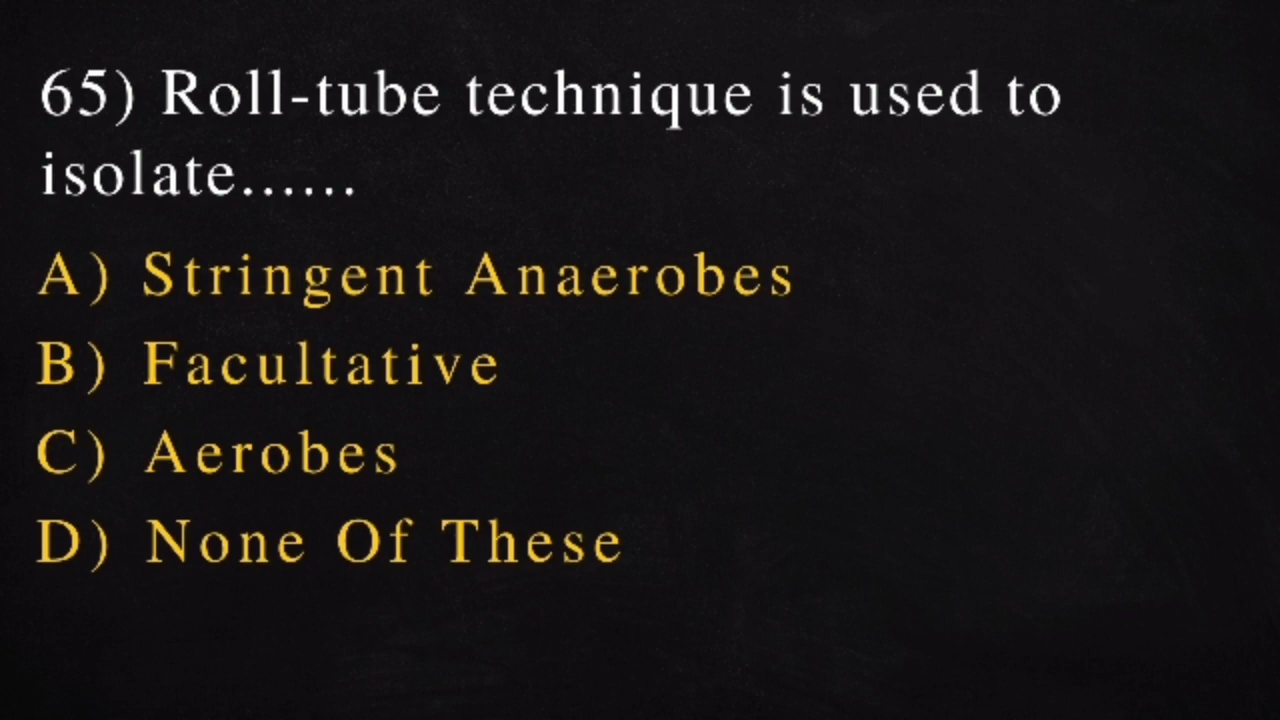 65) Roll-tube technique is used to
isolate......
A) Stringent Anaerobes
B) Facultative
C) Aerobes
D) None Of These